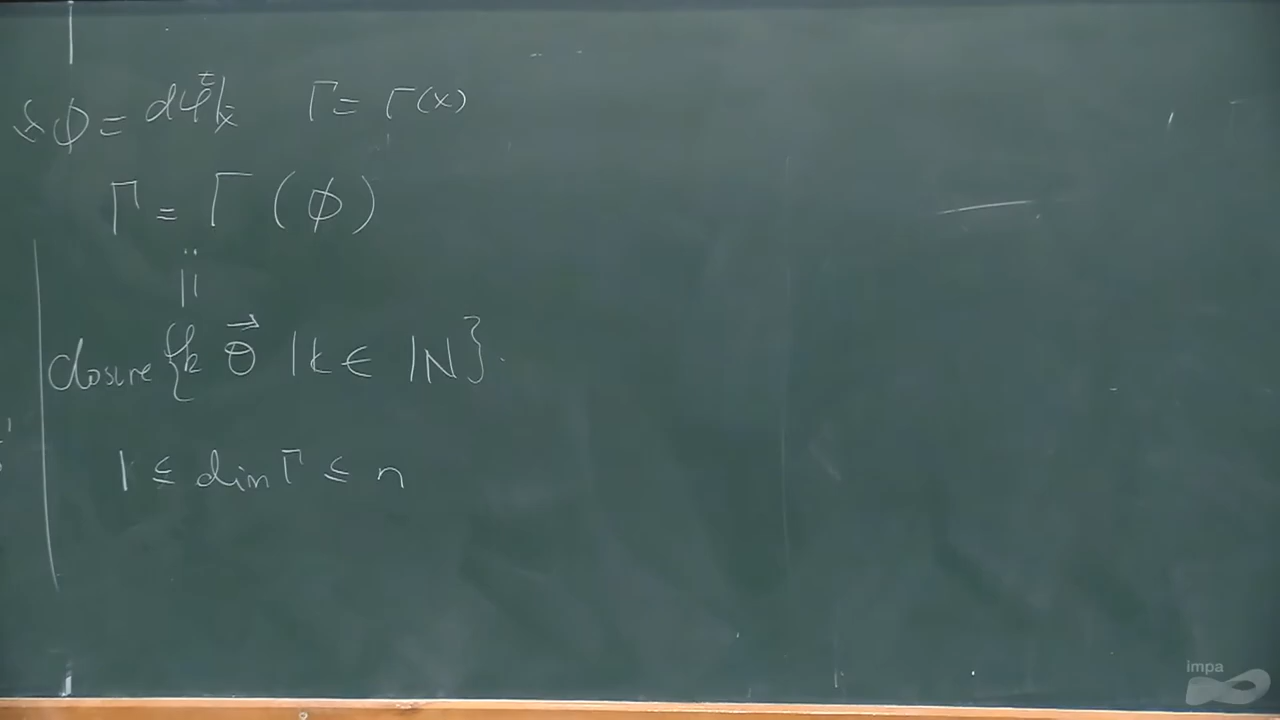 ϕ = dφ^t|_x Γ = Γ(x)
Γ = Γ (ϕ)
||
closure {k θ⃗ | k ∈ ℕ}.
1 ≤ dim Γ ≤ n
impa